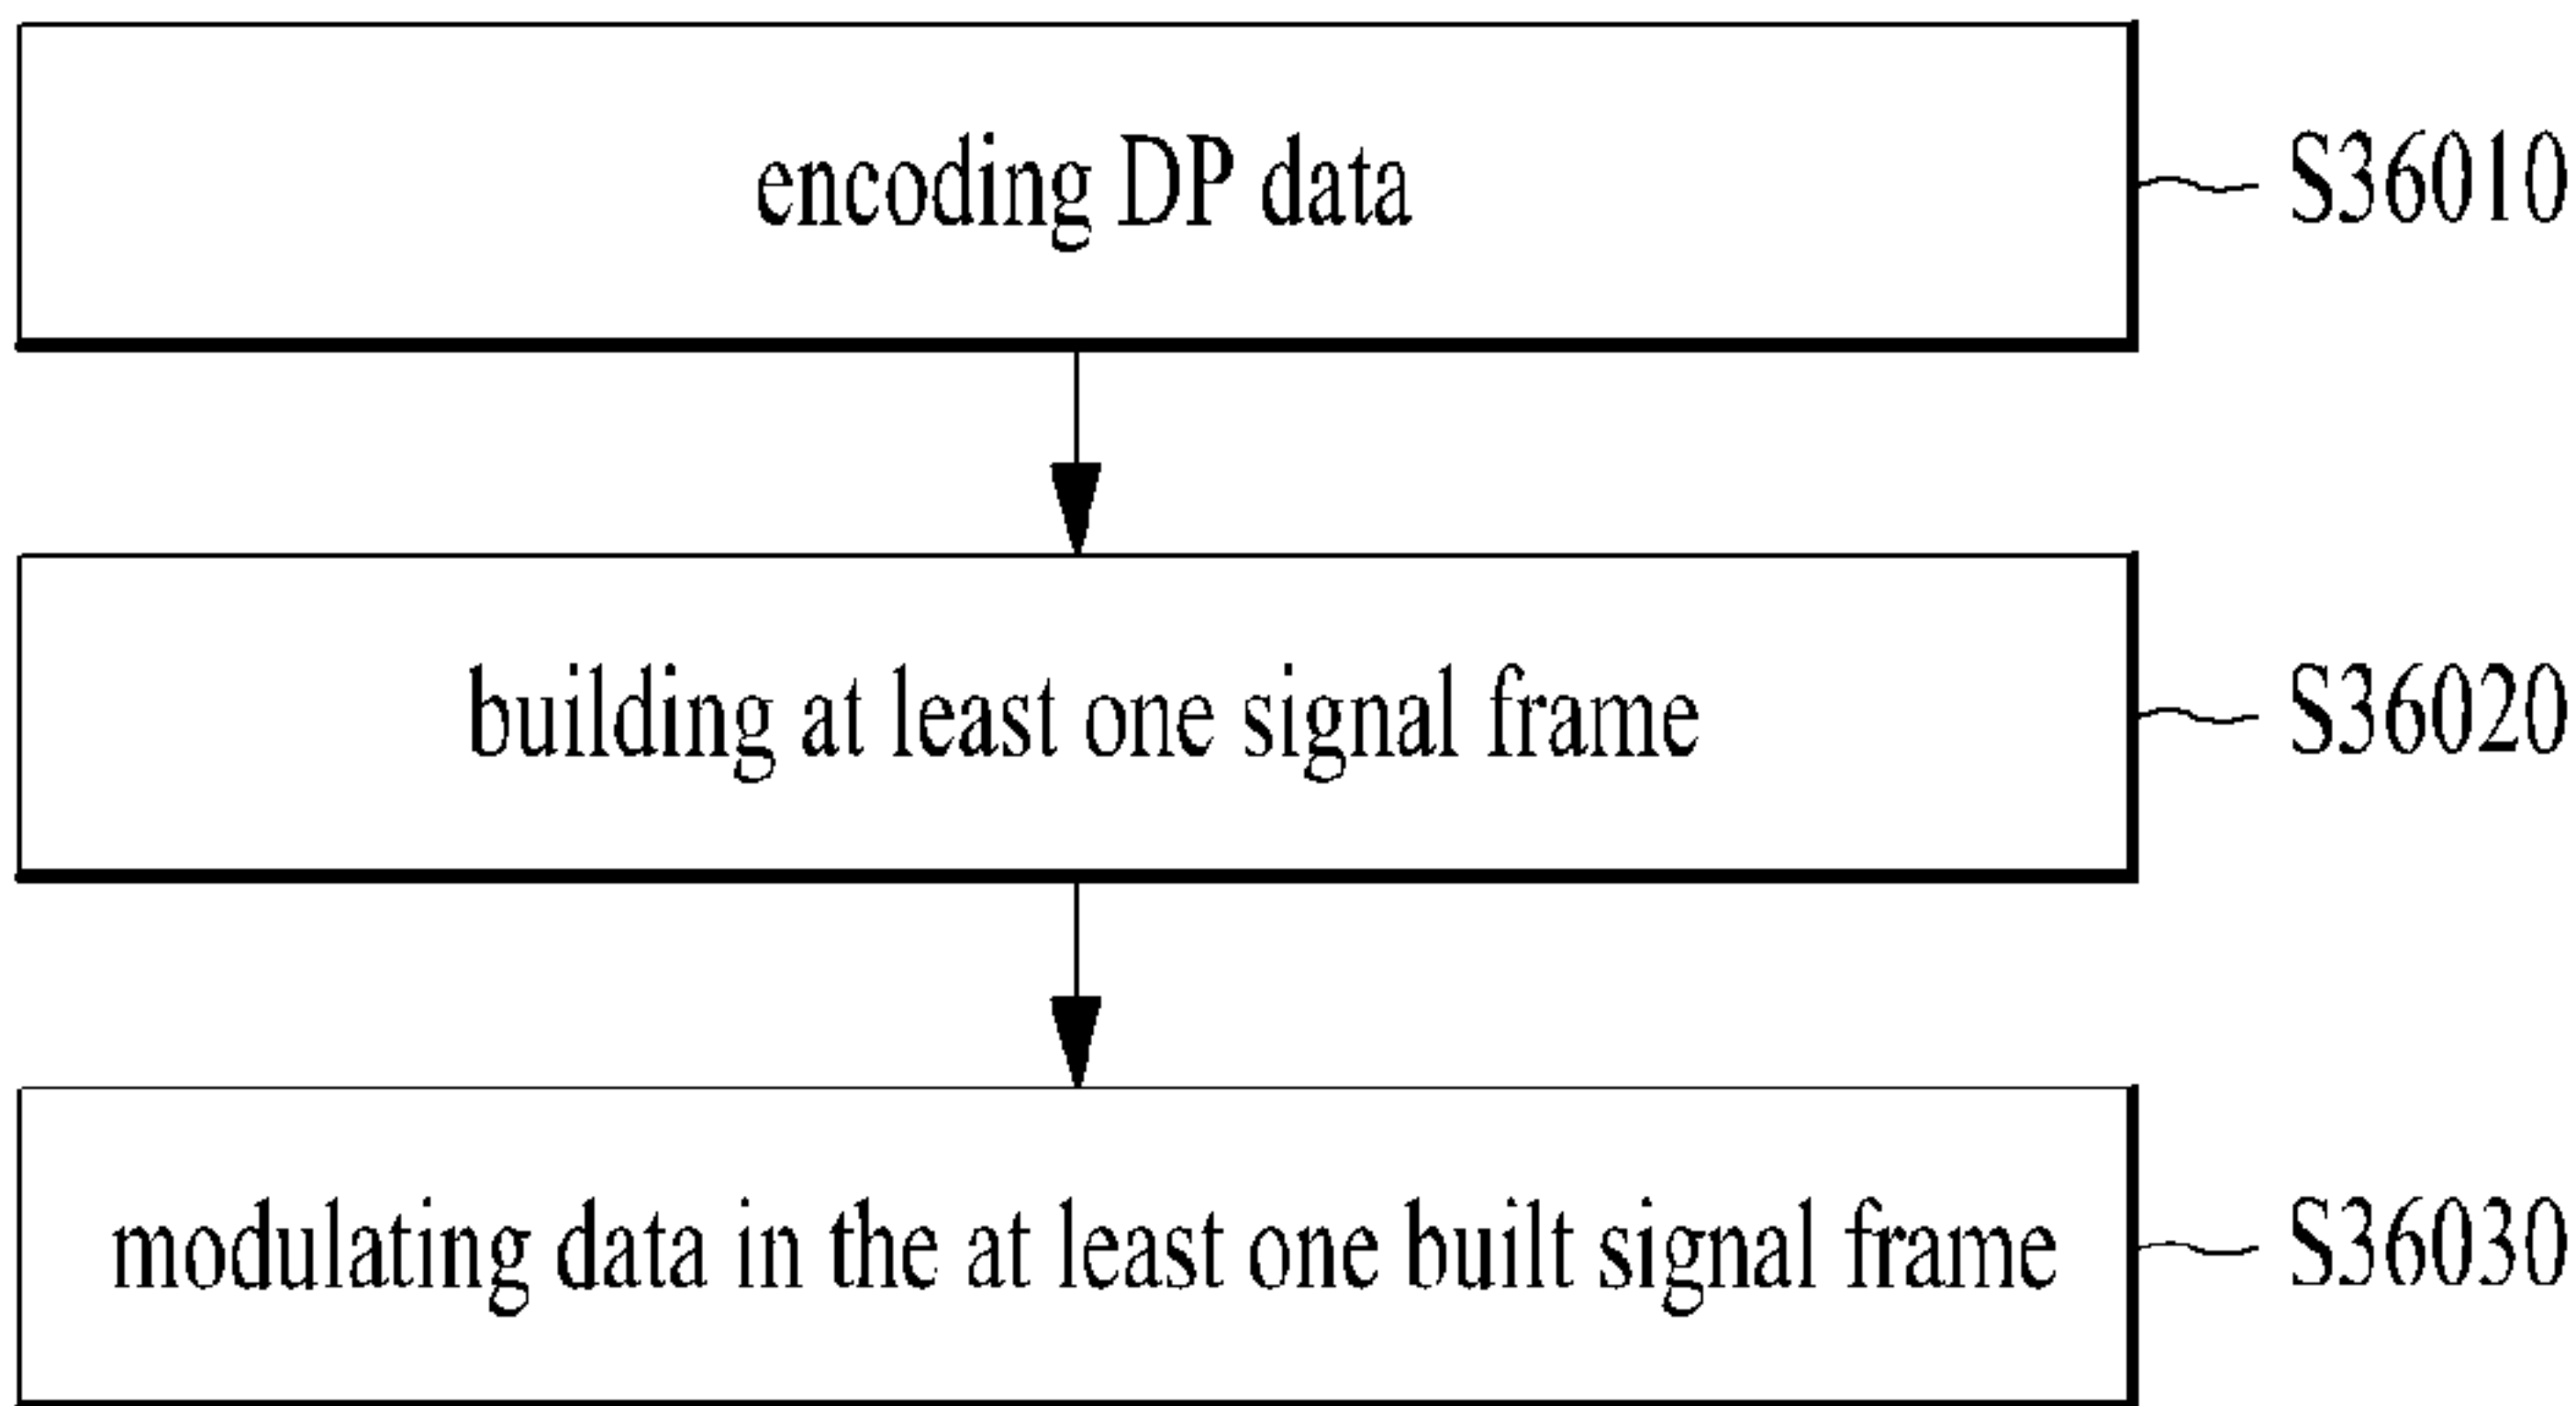 encoding DP data
S36010
building at least one signal frame
S36020
modulating data in the at least one built signal frame
S36030